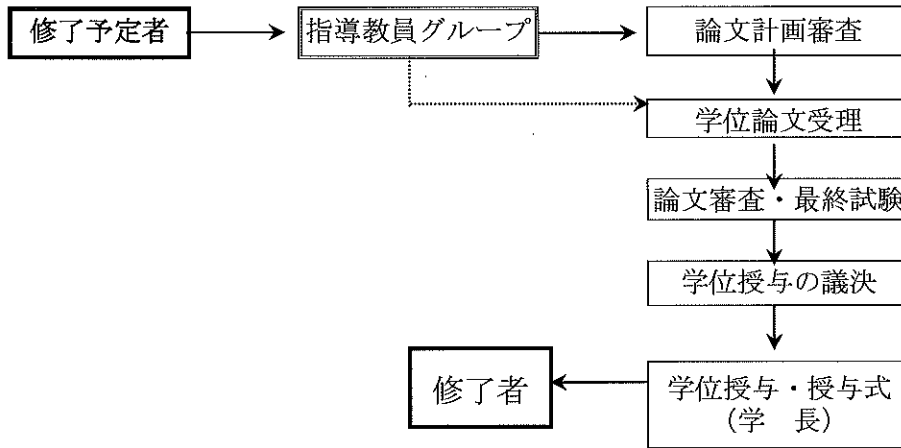 修了予定者
指導教員グループ
論文計画審査
学位論文受理
論文審査・最終試験
学位授与の議決
学位授与・授与式
（学　長）
修了者